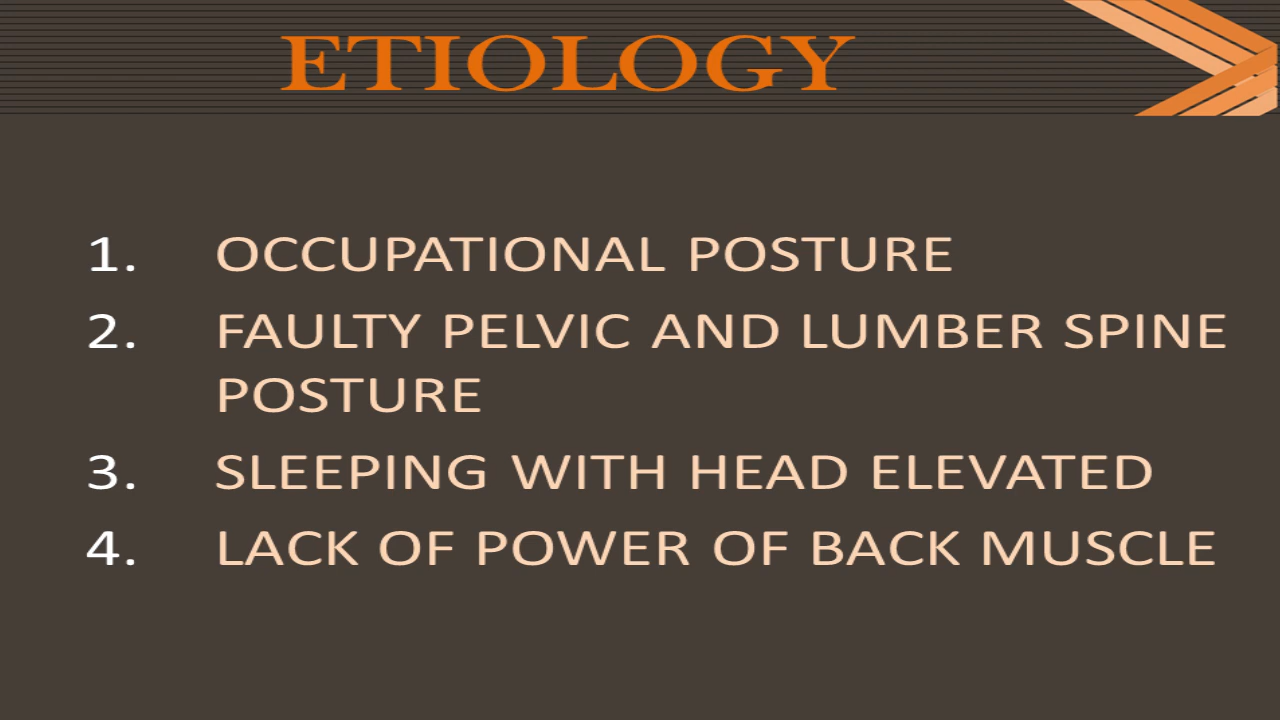 ETIOLOGY
1. OCCUPATIONAL POSTURE
2. FAULTY PELVIC AND LUMBER SPINE
POSTURE
3. SLEEPING WITH HEAD ELEVATED
4. LACK OF POWER OF BACK MUSCLE